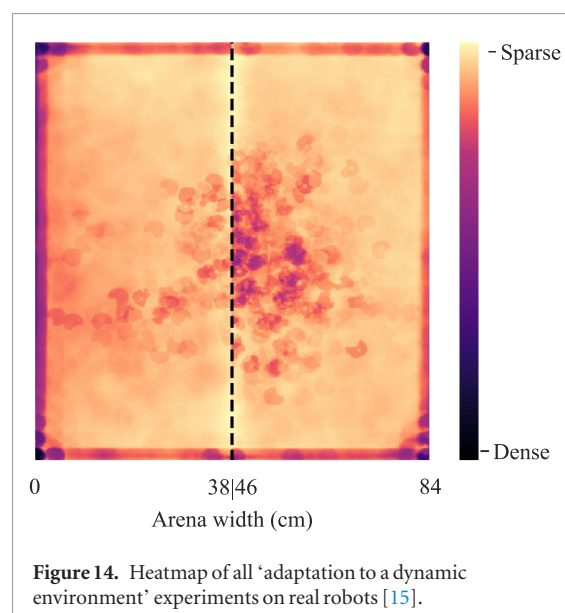 Sparse
Dense
0 38|46 84
Arena width (cm)
Figure 14. Heatmap of all ‘adaptation to a dynamic
environment’ experiments on real robots [15].